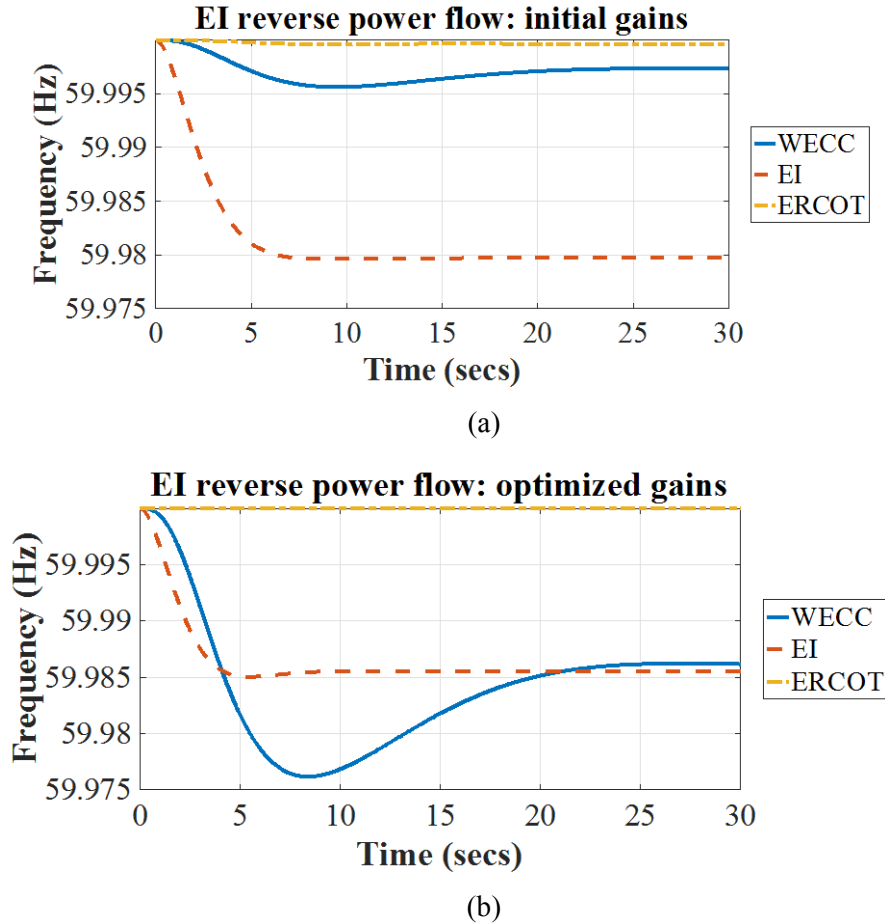 EI reverse power flow: initial gains
Frequency (Hz)
59.995
59.99
59.985
59.98
59.975
0 5 10 15 20 25 30
Time (secs)
WECC
EI
ERCOT
(a)
EI reverse power flow: optimized gains
Frequency (Hz)
59.995
59.99
59.985
59.98
59.975
0 5 10 15 20 25 30
Time (secs)
WECC
EI
ERCOT
(b)